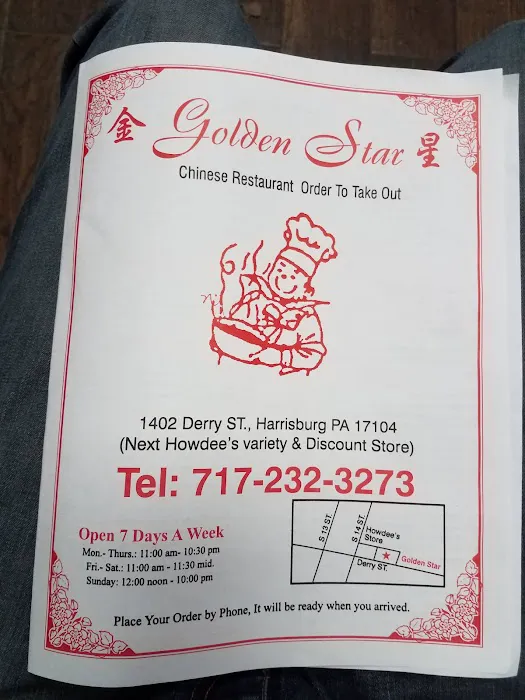 金 Golden Star 星
Chinese Restaurant Order To Take Out
1402 Derry ST., Harrisburg PA 17104
(Next Howdee's variety & Discount Store)
Tel: 717-232-3273
Open 7 Days A Week
Mon.- Thurs.: 11:00 am- 10:30 pm
Fri.- Sat.: 11:00 am - 11:30 mid.
Sunday: 12:00 noon - 10:00 pm
S 13 ST.
S 14 ST.
Howdee's
Store
Golden Star
Derry ST.
Place Your Order by Phone, It will be ready when you arrived.